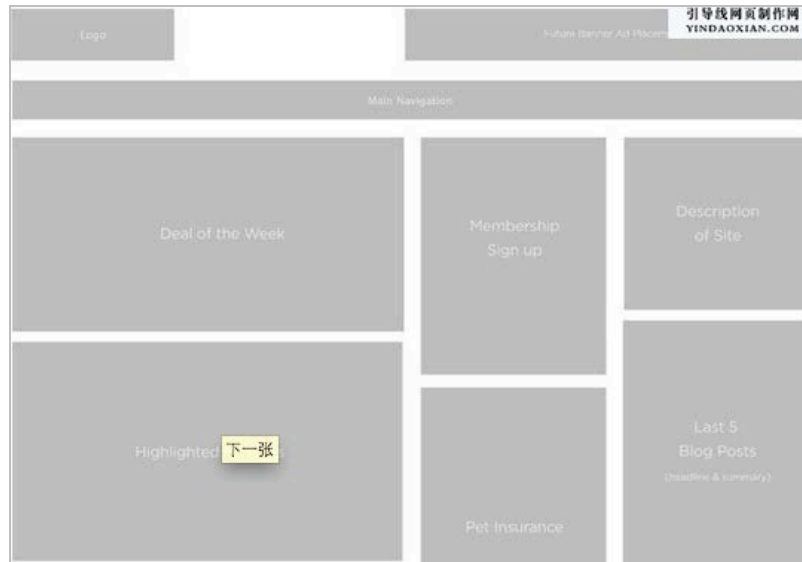 Logo
Future Banner Ad
引导线网页制作网
YINDAOXIAN.COM
Main Navigation
Deal of the Week
Membership
Sign up
Description
of Site
Highlighted
下一张
Last 5
Blog Posts
(headline & summary)
Pet Insurance